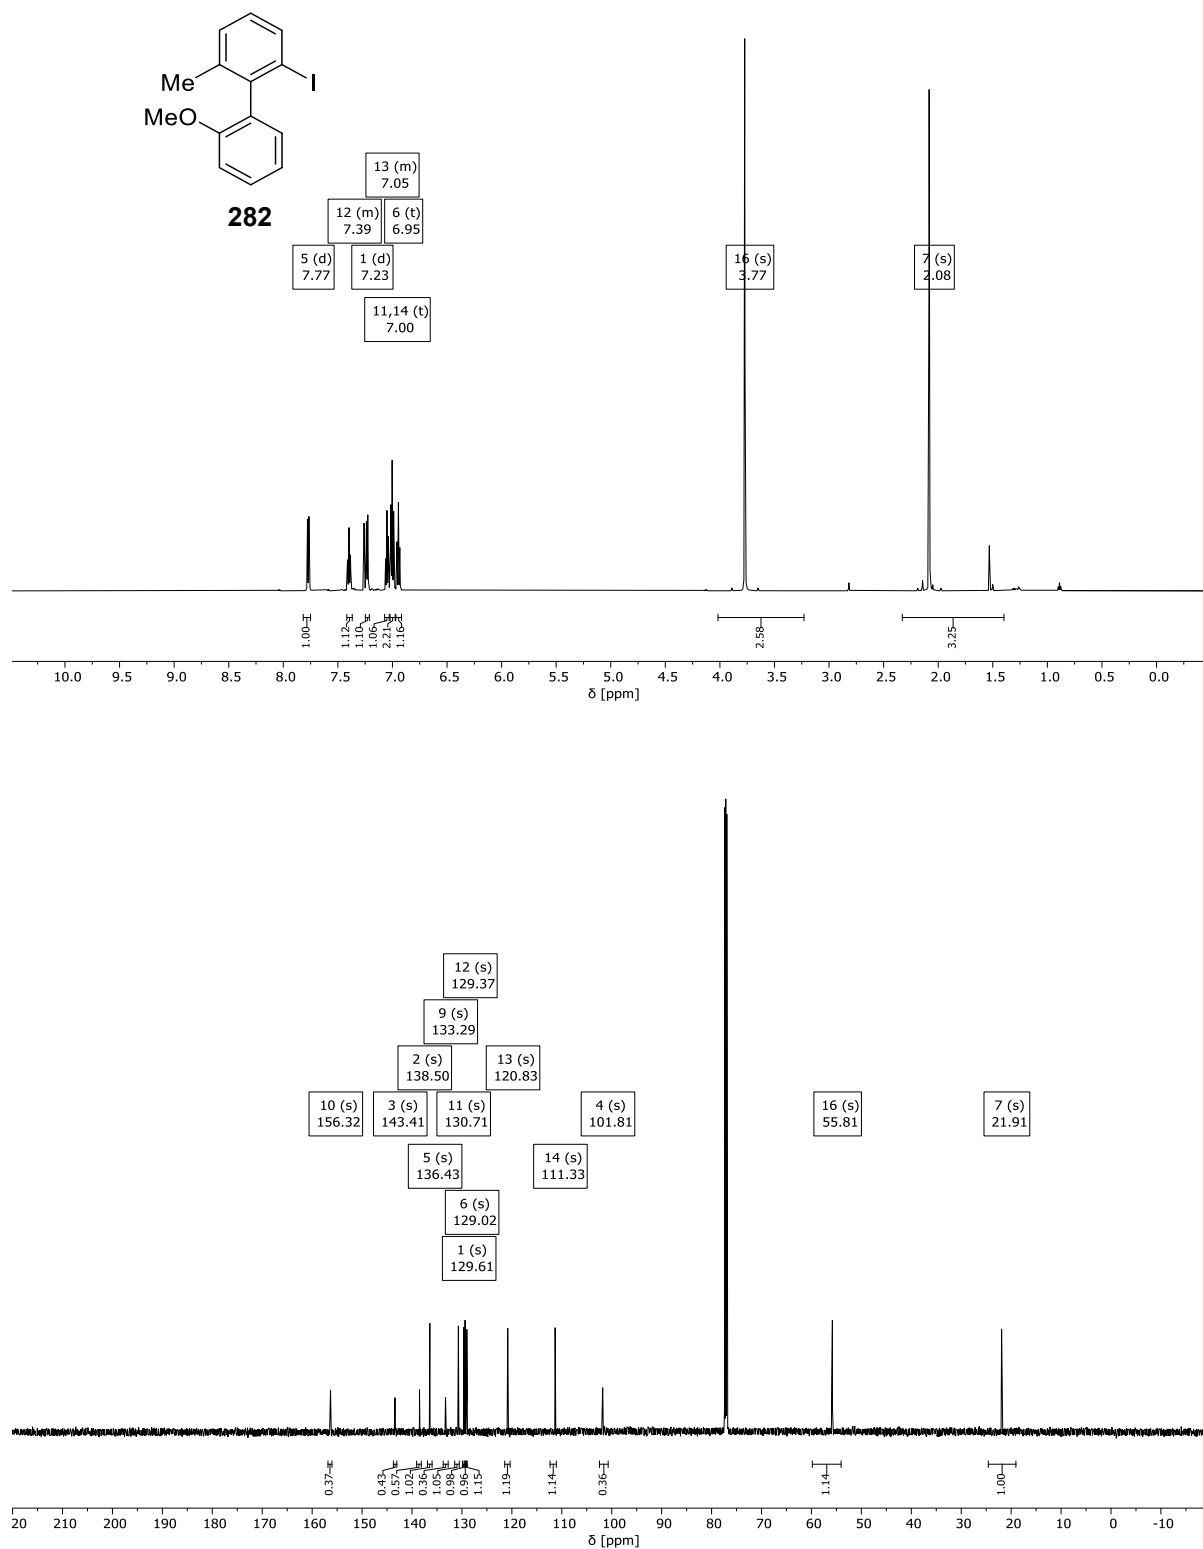 Me
I
MeO
282
13 (m)
7.05
12 (m)
7.39
6 (t)
6.95
5 (d)
7.77
1 (d)
7.23
16 (s)
3.77
7 (s)
2.08
11,14 (t)
7.00
1.00
1.12
1.10
1.06
2.21
1.16
2.58
3.25
10.0 9.5 9.0 8.5 8.0 7.5 7.0 6.5 6.0 5.5 5.0 4.5 4.0 3.5 3.0 2.5 2.0 1.5 1.0 0.5 0.0
δ [ppm]
12 (s)
129.37
9 (s)
133.29
2 (s)
138.50
13 (s)
120.83
10 (s)
156.32
3 (s)
143.41
11 (s)
130.71
4 (s)
101.81
16 (s)
55.81
7 (s)
21.91
5 (s)
136.43
14 (s)
111.33
6 (s)
129.02
1 (s)
129.61
0.37
0.43
0.57
1.02
0.36
1.05
0.98
0.96
1.15
1.19
1.14
0.36
1.14
1.00
20 210 200 190 180 170 160 150 140 130 120 110 100 90 80 70 60 50 40 30 20 10 0 -10
δ [ppm]